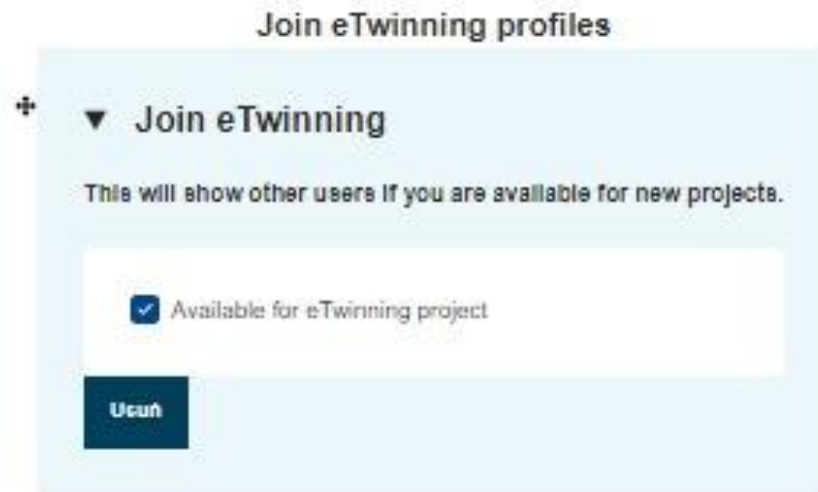 Join eTwinning profiles
Join eTwinning
This will show other users if you are available for new projects.
Available for eTwinning project
Usuń